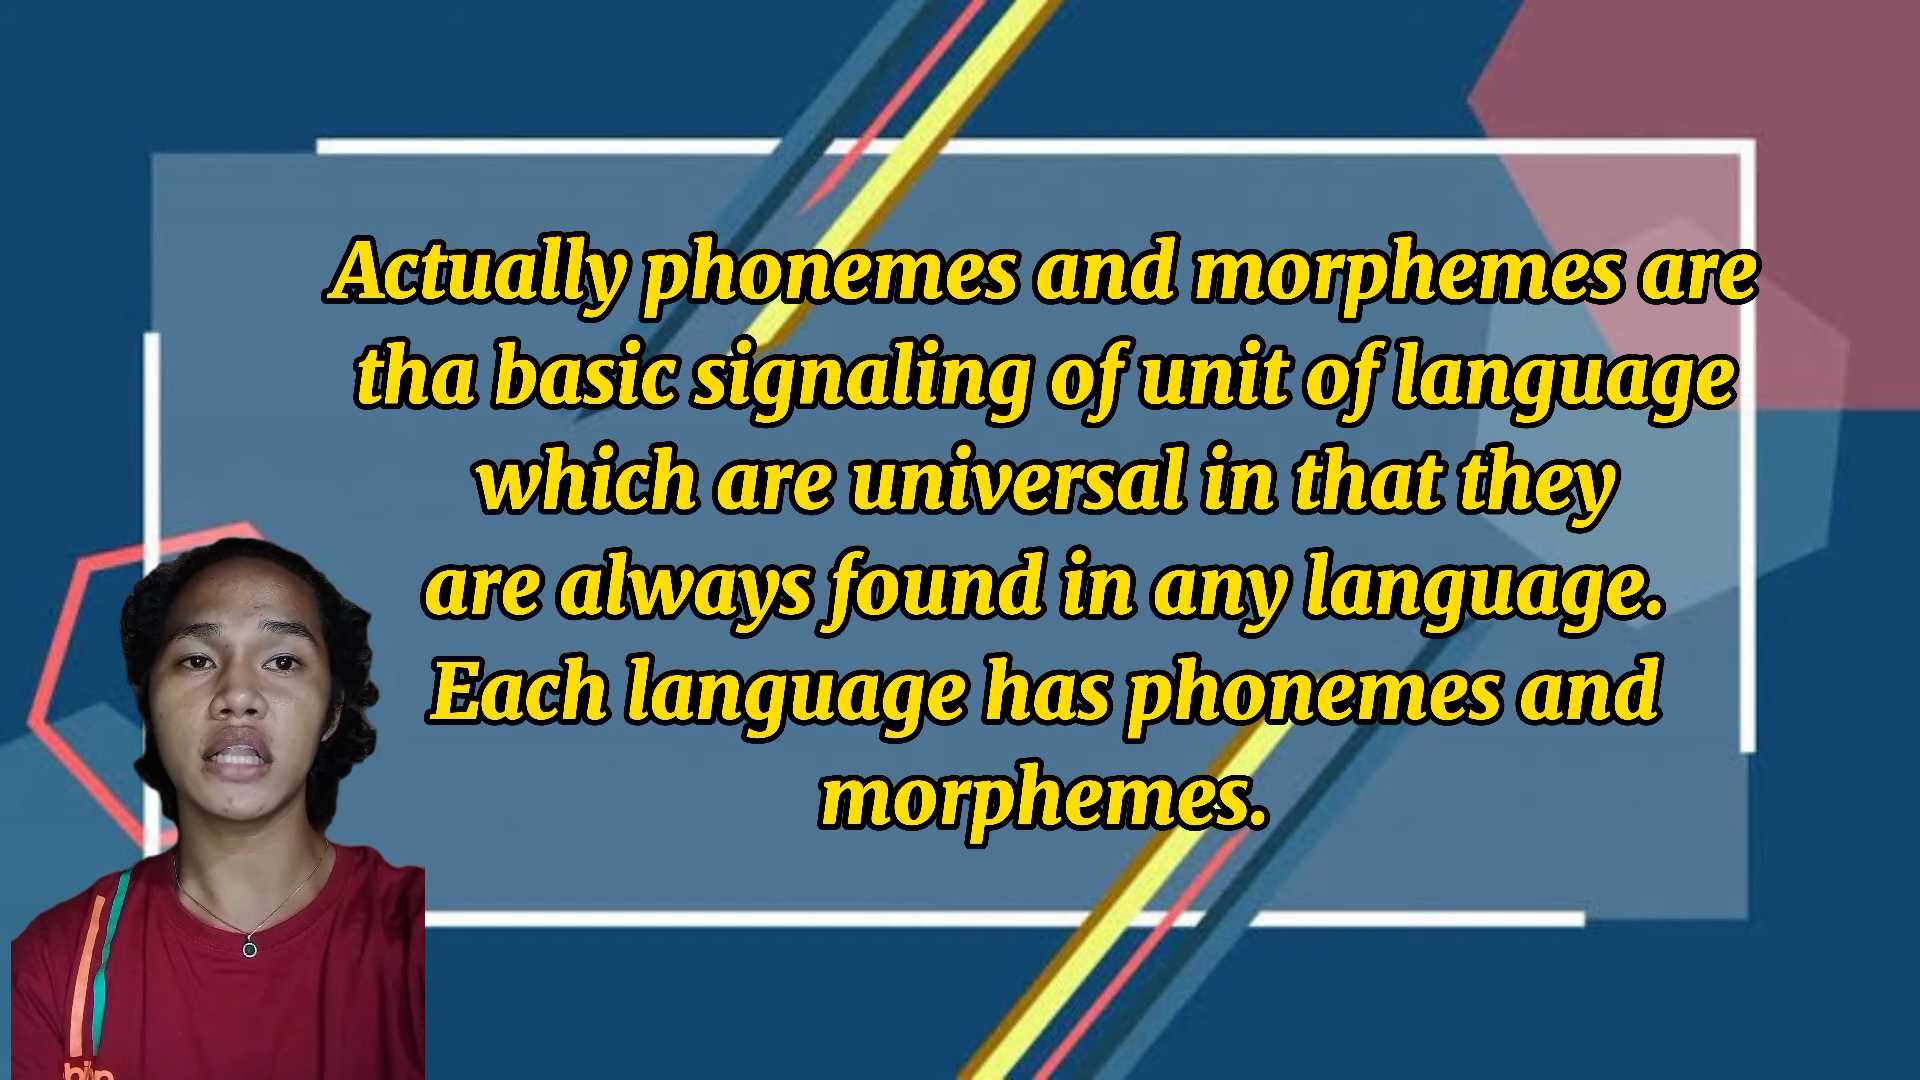 Actually phonemes and morphemes are
tha basic signaling of unit of language
which are universal in that they
are always found in any language.
Each language has phonemes and
morphemes.